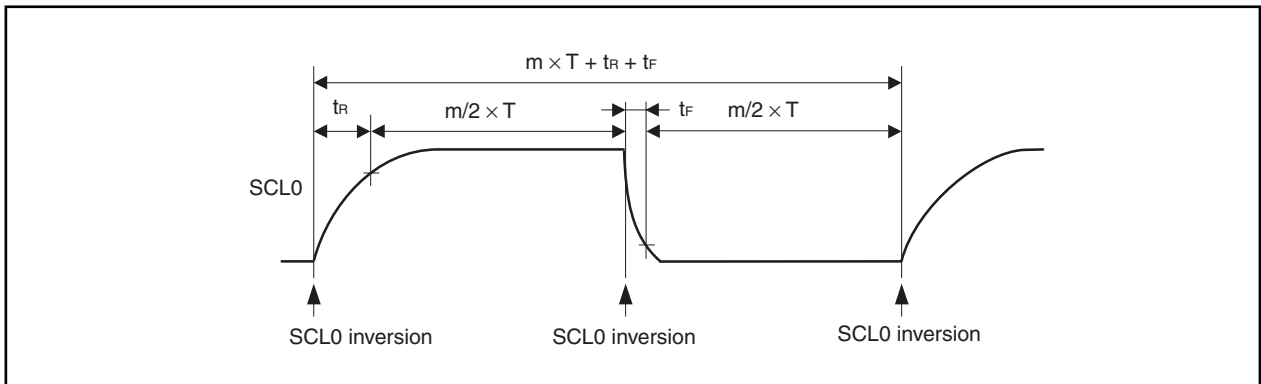 m × T + tR + tF
tR
m/2 × T
tF
m/2 × T
SCL0
SCL0 inversion
SCL0 inversion
SCL0 inversion